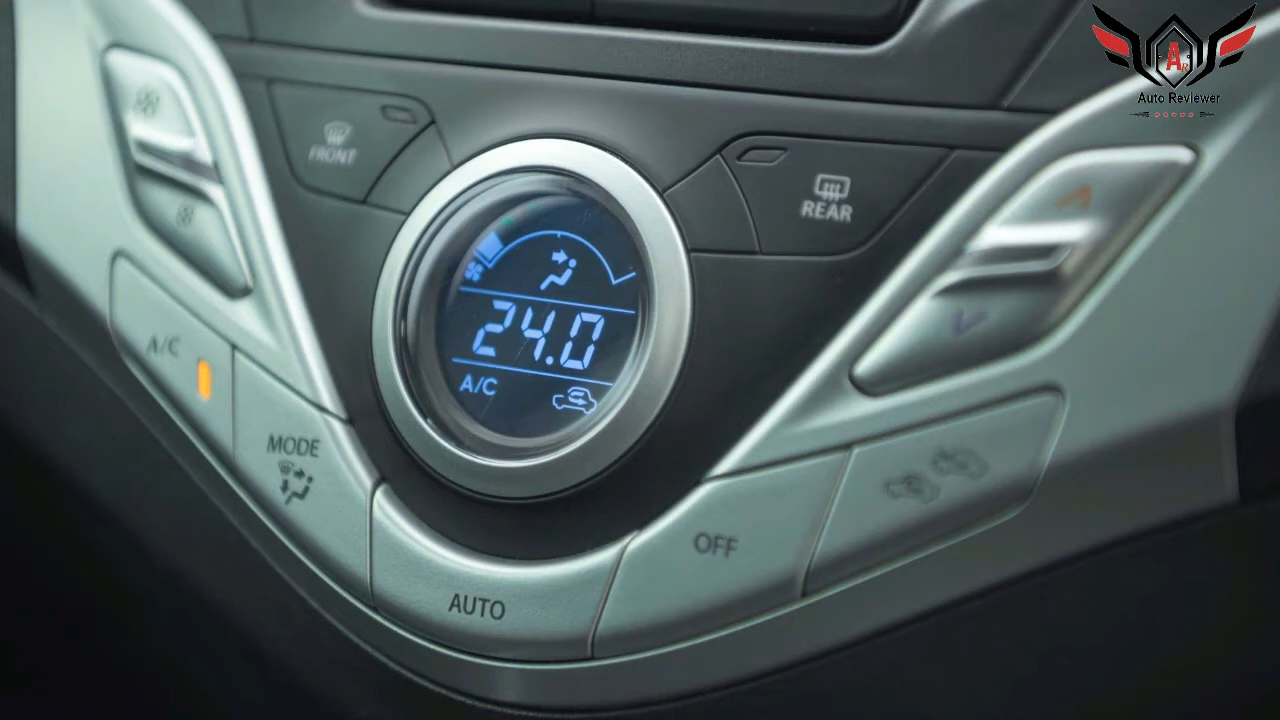 A
R
Auto Reviewer
FRONT
REAR
24.0
A/C
A/C
MODE
OFF
AUTO